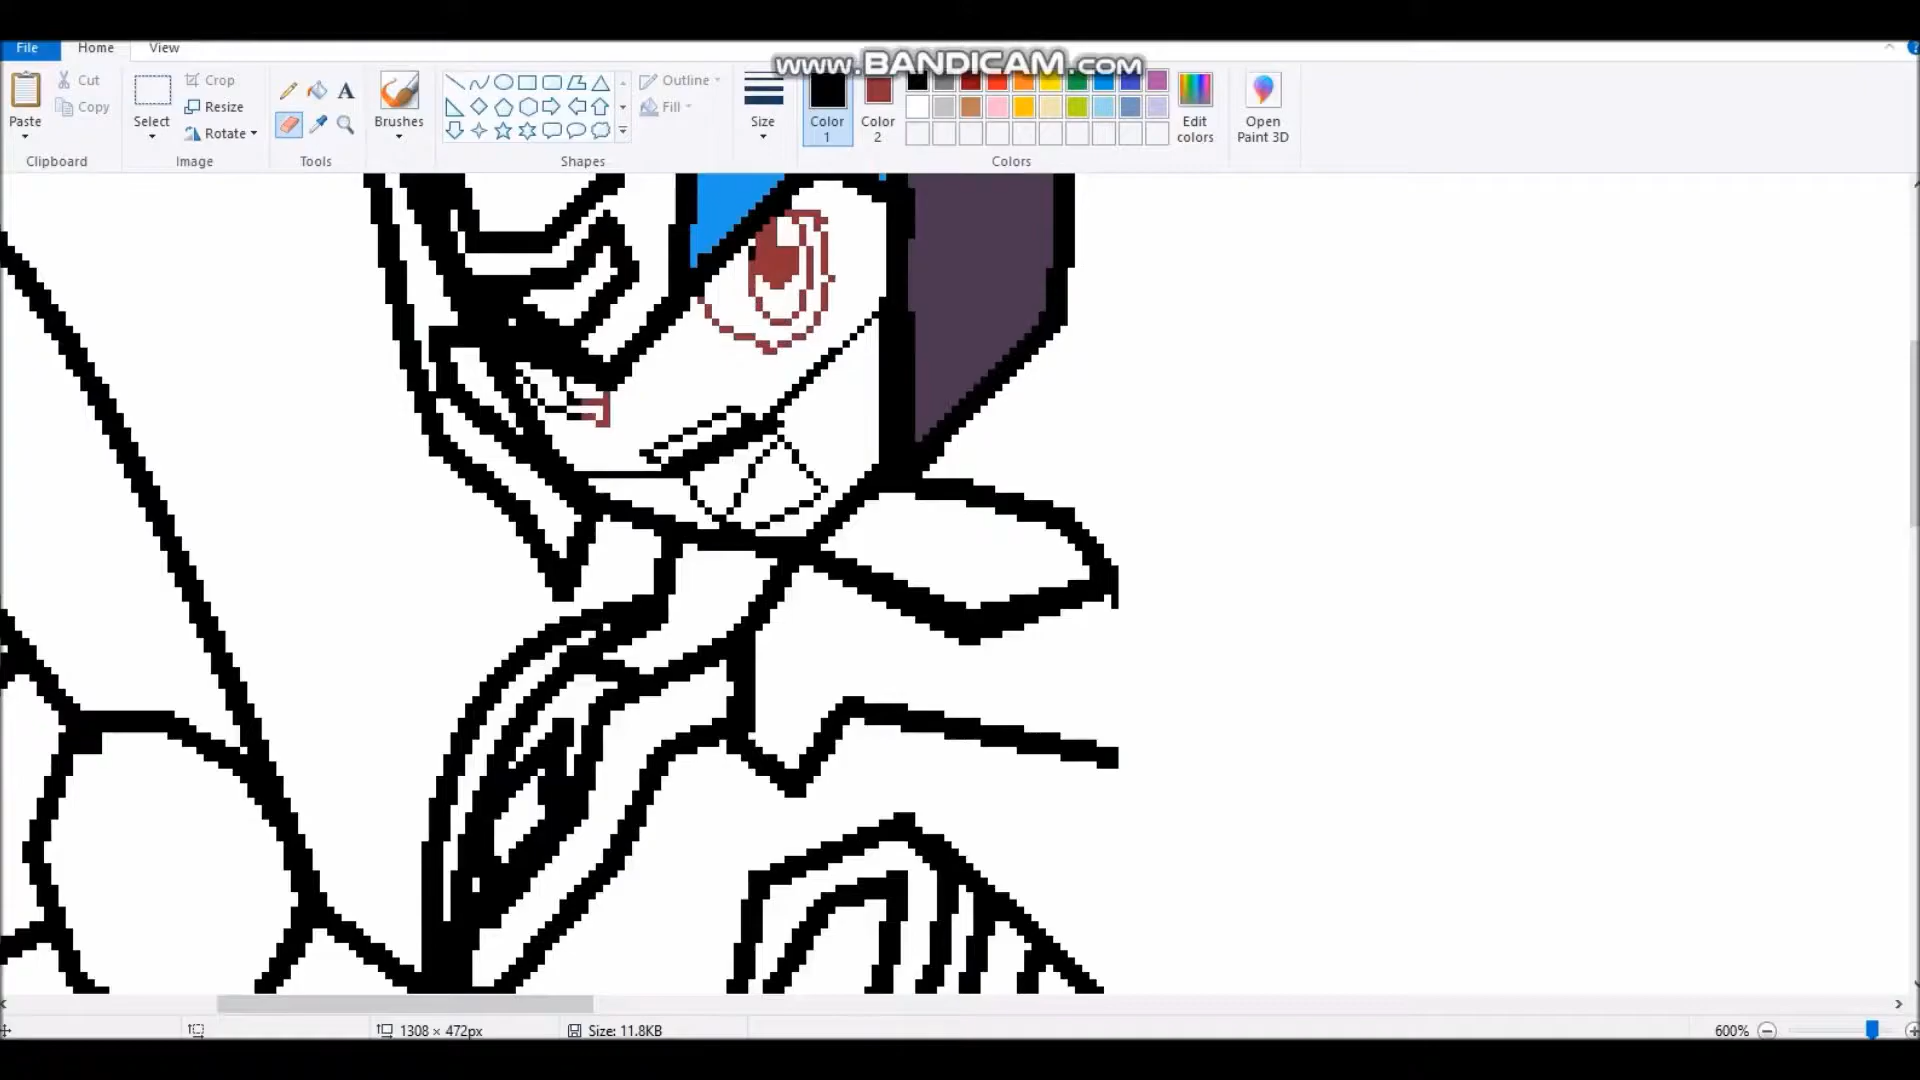 www.BANDICAM.com
File Home View
Paste
Cut
Copy
Clipboard
Select
Crop
Resize
Rotate
Image
A
Tools
Brushes
Shapes
Outline
Fill
Size
Color
1
Color
2
Colors
Edit
colors
Open
Paint 3D
1308 × 472px
Size: 11.8KB
600%